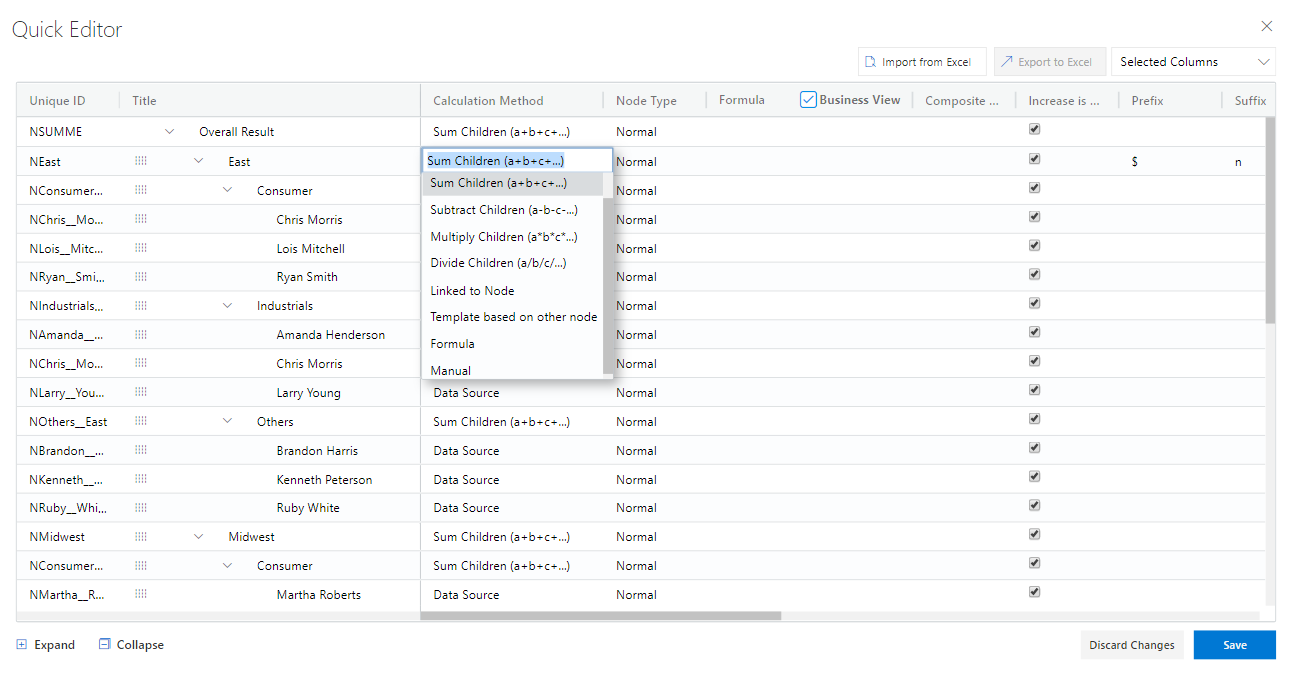 Quick Editor
Import from Excel Export to Excel Selected Columns
Unique ID Title Calculation Method Node Type Formula Business View Composite ... Increase is ... Prefix Suffix
NSUMME Overall Result Sum Children (a+b+c+...) Normal
NEast East Sum Children (a+b+c+...) Normal $ n
NConsumer... Consumer Sum Children (a+b+c+...) Normal
NChris__Mo... Chris Morris Subtract Children (a-b-c-...) Normal
NLois__Mitc... Lois Mitchell Multiply Children (a*b*c*...) Normal
NRyan__Smi... Ryan Smith Divide Children (a/b/c/...) Normal
NIndustrials... Industrials Linked to Node Normal
NAmanda__... Amanda Henderson Template based on other node Normal
NChris__Mo... Chris Morris Formula Normal
Manual
NLarry__You... Larry Young Data Source Normal
NOthers__East Others Sum Children (a+b+c+...) Normal
NBrandon__... Brandon Harris Data Source Normal
NKenneth__... Kenneth Peterson Data Source Normal
NRuby__Whi... Ruby White Data Source Normal
NMidwest Midwest Sum Children (a+b+c+...) Normal
NConsumer... Consumer Sum Children (a+b+c+...) Normal
NMartha__R... Martha Roberts Data Source Normal
Expand Collapse Discard Changes Save